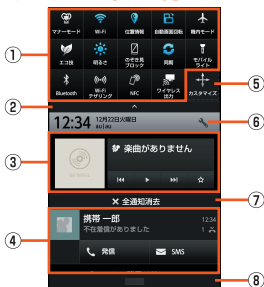 マナーモード Wi-Fi 位置情報 自動画面回転 機内モード
①
エコ技 明るさ のぞき見ブロック 同期 モバイルライト
Bluetooth Wi-Fiテザリング NFC ワイヤレス出力 カスタマイズ
⑤
②
12:34 12月22日火曜日
au|au
⑥
③
楽曲がありません
✕ 全通知消去
⑦
④
携帯 一郎 12:34
不在着信がありました 1
発信 SMS
⑧